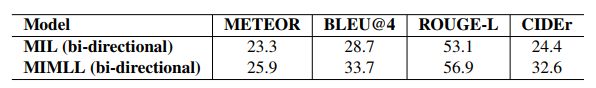 Model METEOR BLEU@4 ROUGE-L CIDEr
MIL (bi-directional) 23.3 28.7 53.1 24.4
MIMLL (bi-directional) 25.9 33.7 56.9 32.6